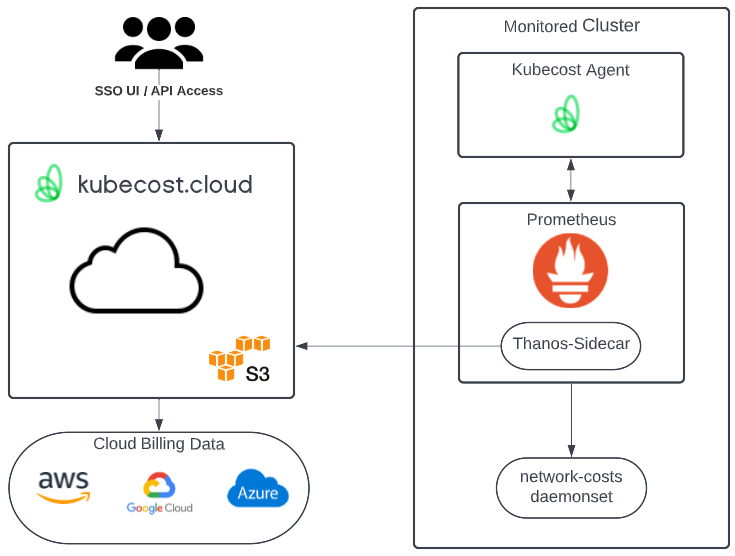 SSO UI / API Access
kubecost.cloud
S3
Cloud Billing Data
aws
Google Cloud
Azure
Monitored Cluster
Kubecost Agent
Prometheus
Thanos-Sidecar
network-costs
daemonset